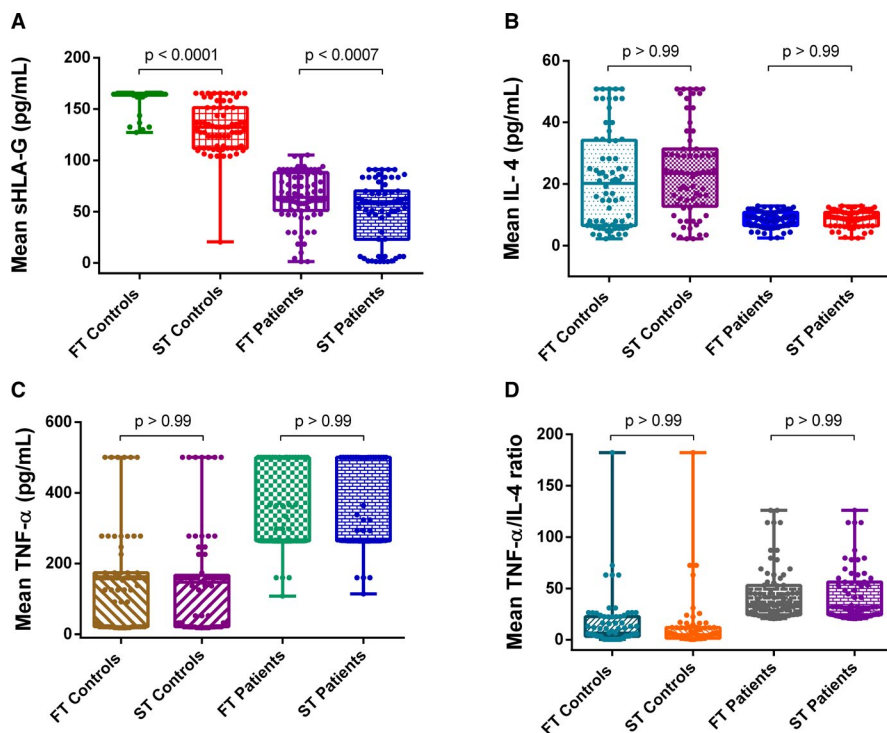 A
Mean sHLA-G (pg/mL)
p < 0.0001
p < 0.0007
200
150
100
50
0
FT Controls
ST Controls
FT Patients
ST Patients
B
Mean IL- 4 (pg/mL)
p > 0.99
p > 0.99
60
40
20
0
FT Controls
ST Controls
FT Patients
ST Patients
C
Mean TNF-α (pg/mL)
p > 0.99
p > 0.99
600
400
200
0
FT Controls
ST Controls
FT Patients
ST Patients
D
Mean TNF-α/IL-4 ratio
p > 0.99
p > 0.99
200
150
100
50
0
FT Controls
ST Controls
FT Patients
ST Patients